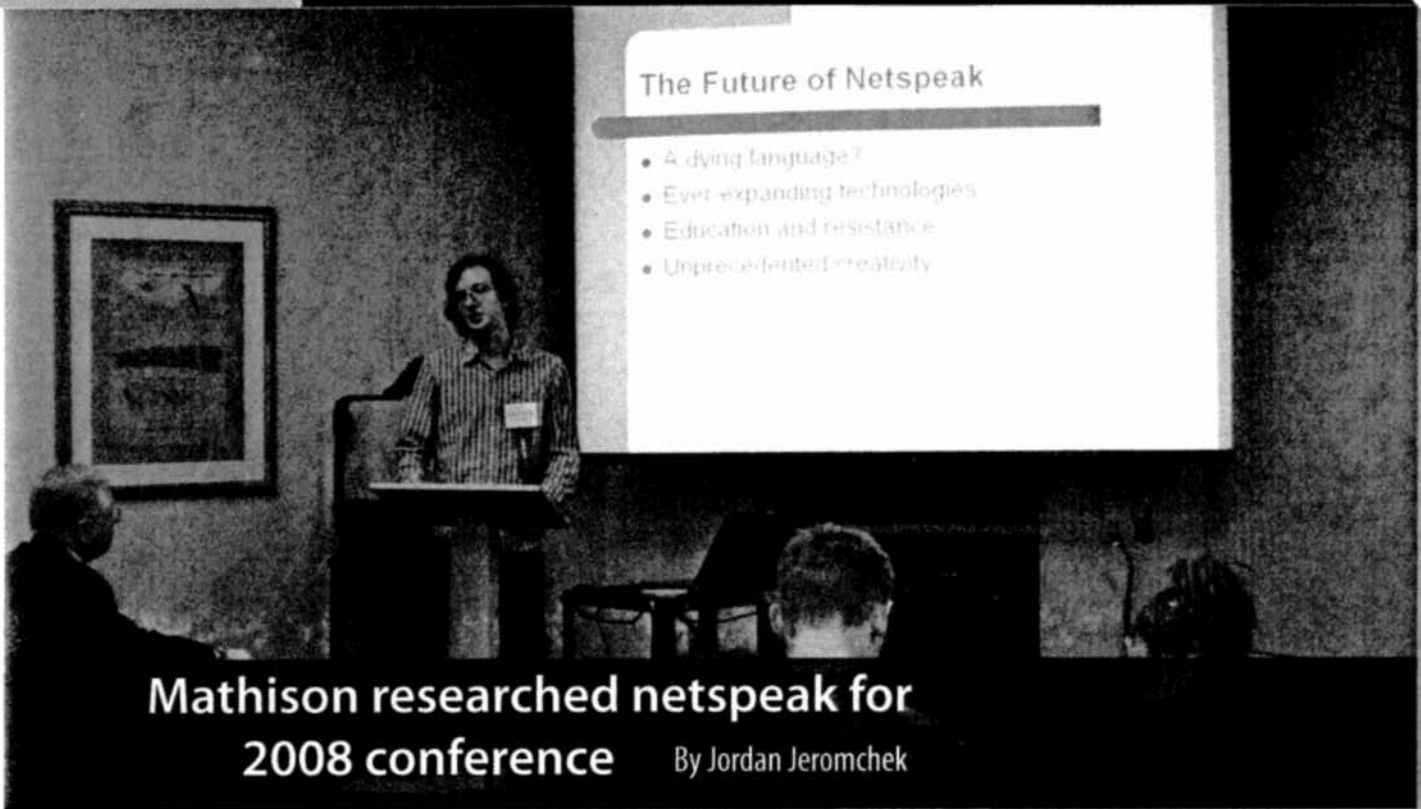 The Future of Netspeak
• A dying language?
• Ever-expanding technologies
• Education and resistance
• Unprecedented creativity
Mathison researched netspeak for
2008 conference By Jordan Jeromchek